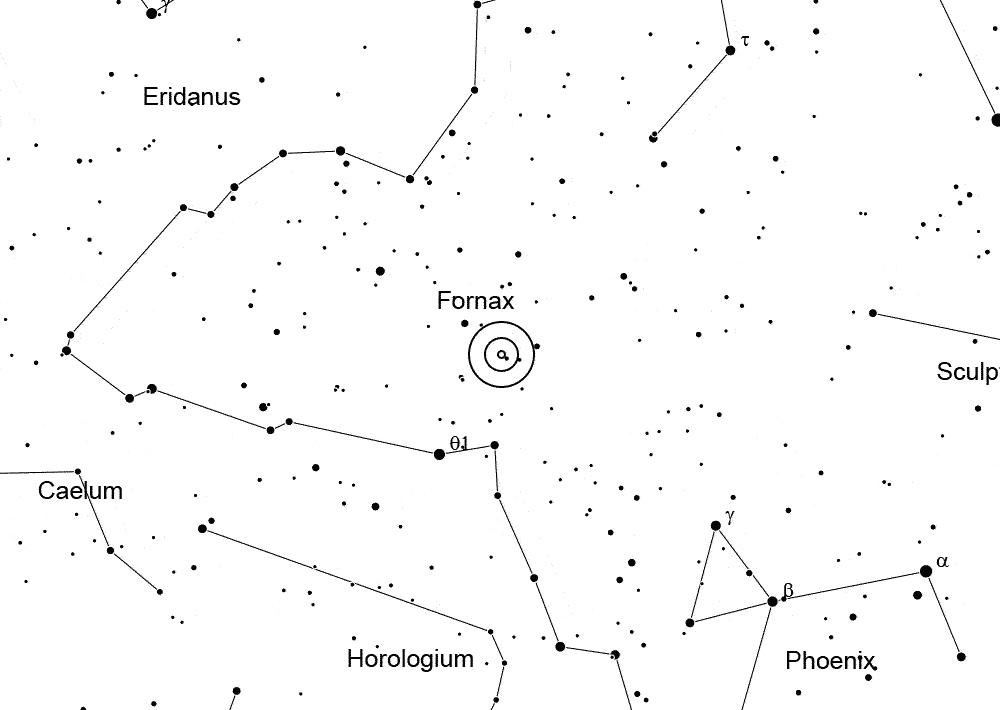 γ
τ
Eridanus
Fornax
Sculp
θ1
Caelum
γ
α
β
Horologium
Phoenix